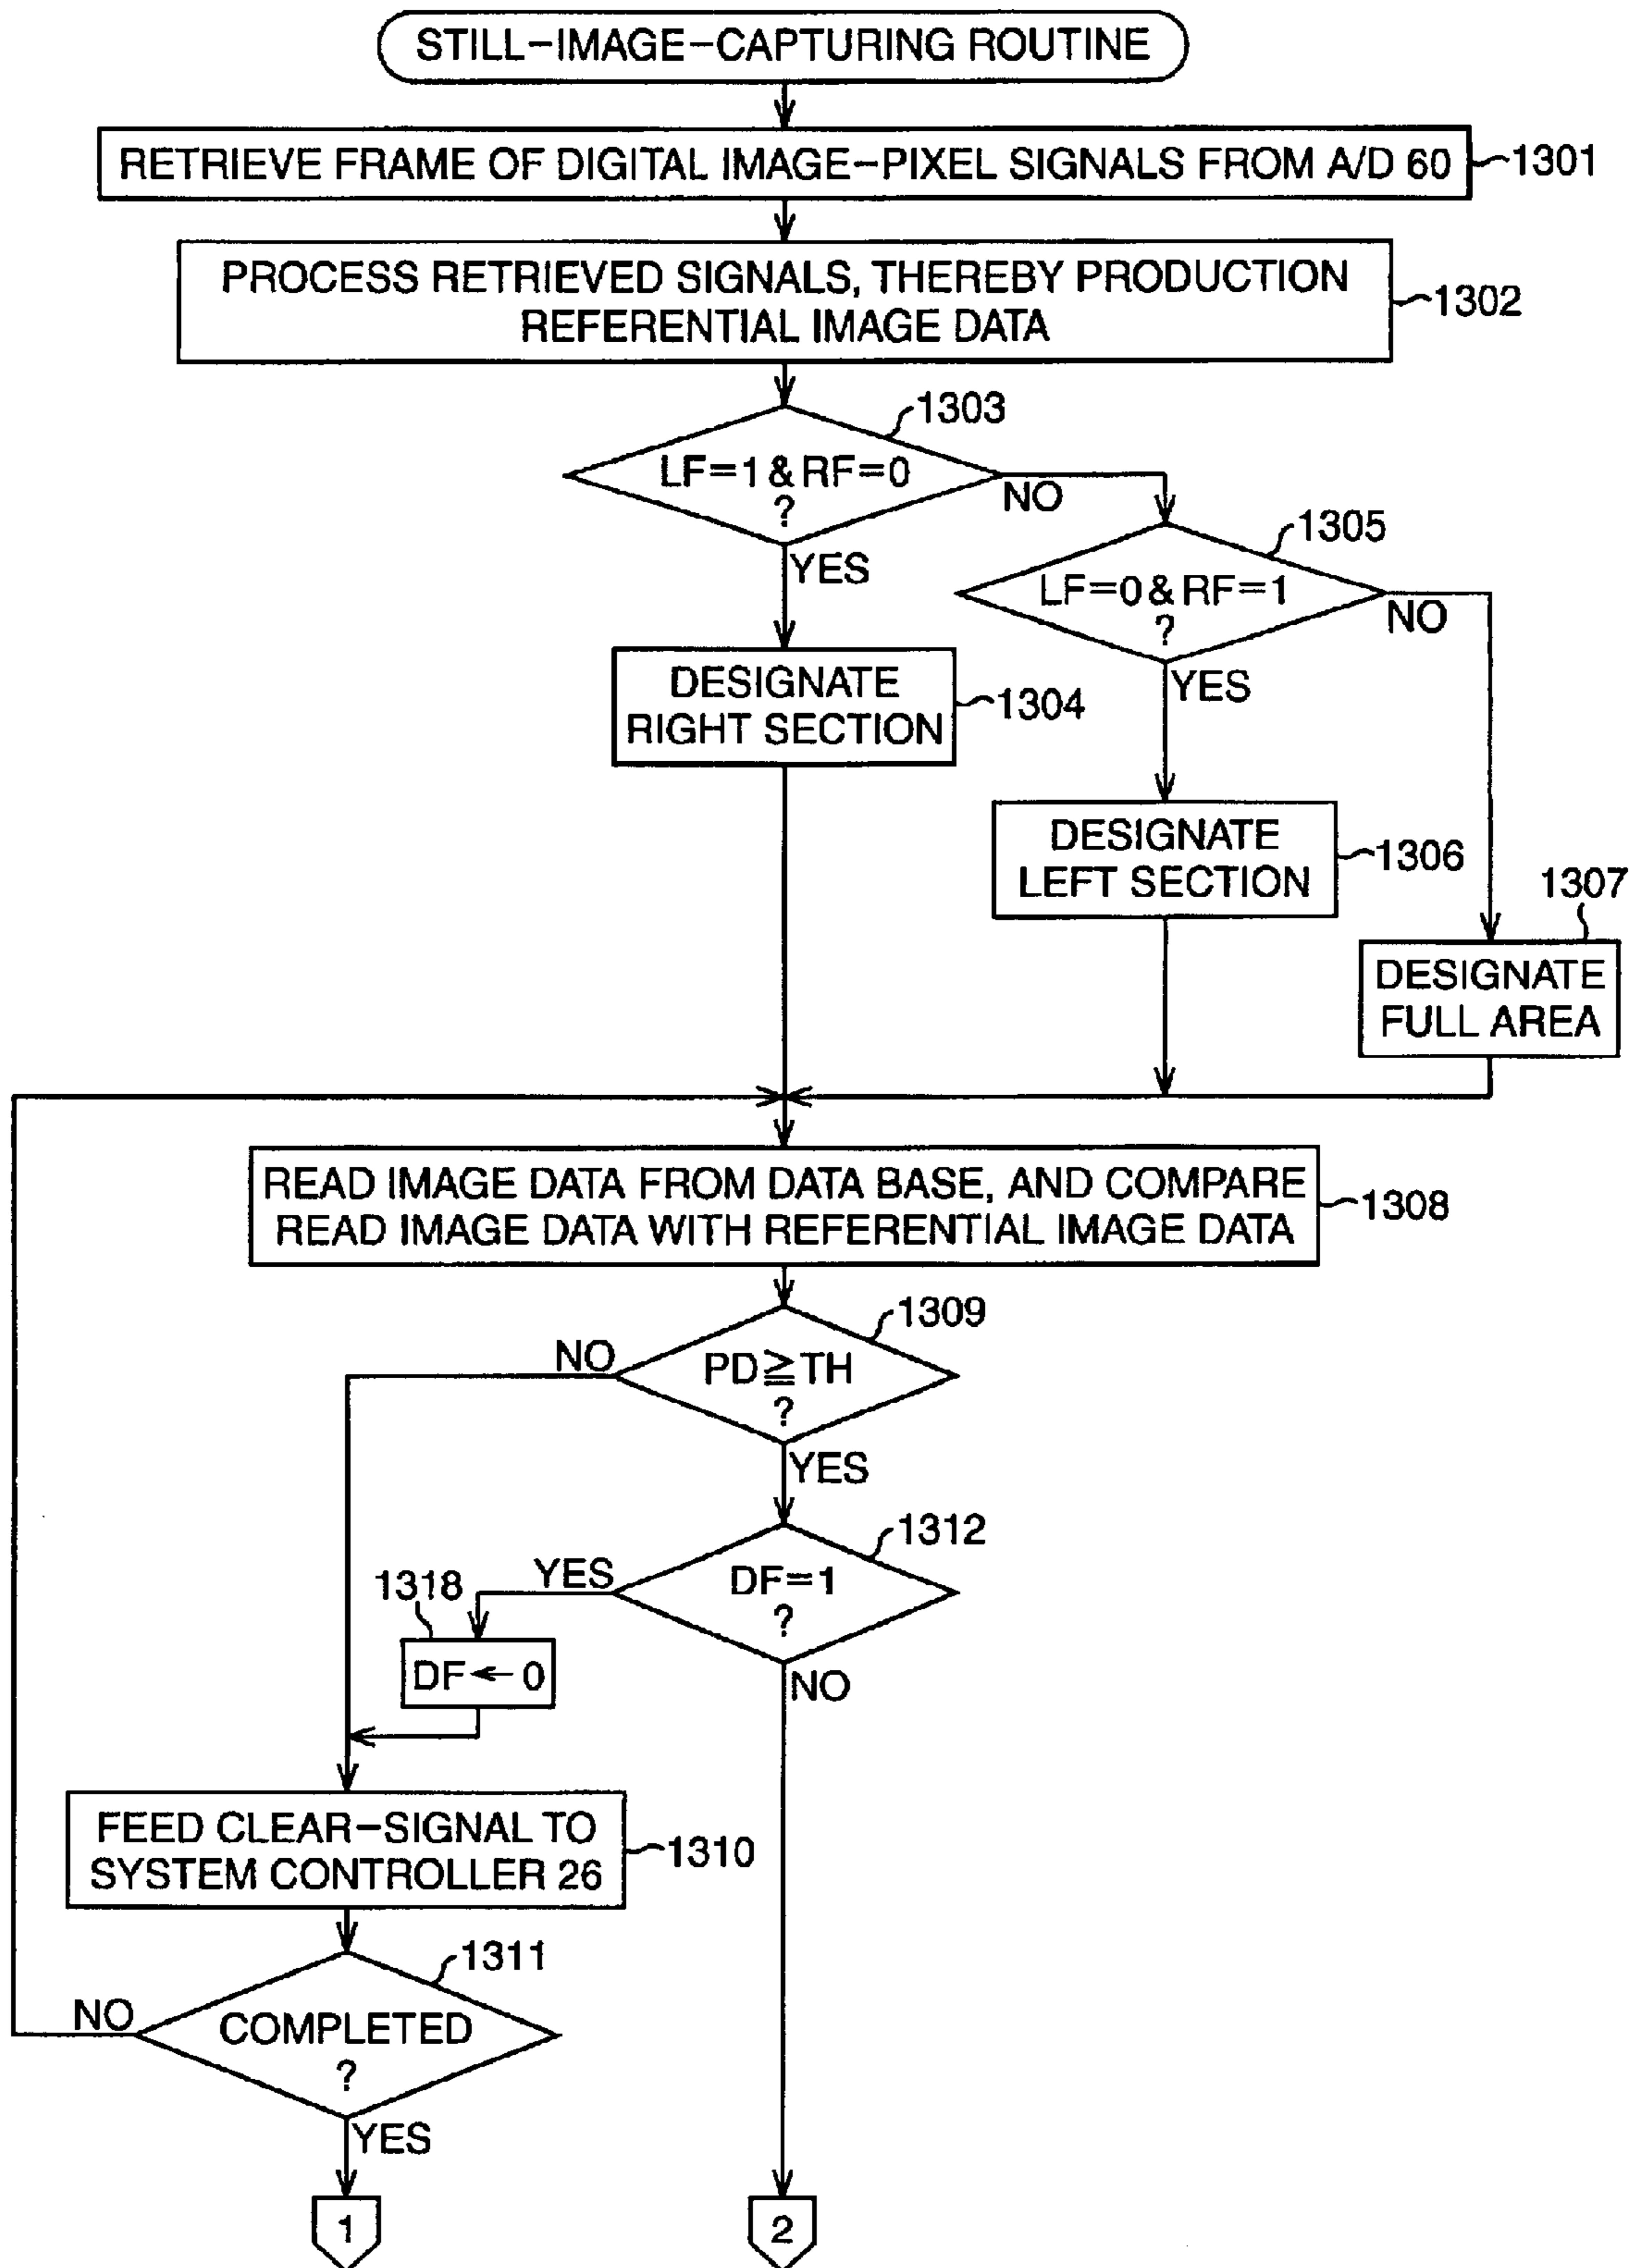 STILL-IMAGE-CAPTURING ROUTINE
RETRIEVE FRAME OF DIGITAL IMAGE-PIXEL SIGNALS FROM A/D 60
1301
PROCESS RETRIEVED SIGNALS, THEREBY PRODUCTION
REFERENTIAL IMAGE DATA
1302
1303
LF=1 & RF=0
?
NO
YES
1305
LF=0 & RF=1
?
NO
YES
DESIGNATE
RIGHT SECTION
1304
DESIGNATE
LEFT SECTION
1306
1307
DESIGNATE
FULL AREA
READ IMAGE DATA FROM DATA BASE, AND COMPARE
READ IMAGE DATA WITH REFERENTIAL IMAGE DATA
1308
1309
PD≧TH
?
NO
YES
1312
DF=1
?
YES
NO
1318
DF←0
FEED CLEAR-SIGNAL TO
SYSTEM CONTROLLER 26
1310
1311
COMPLETED
?
NO
YES
1
2